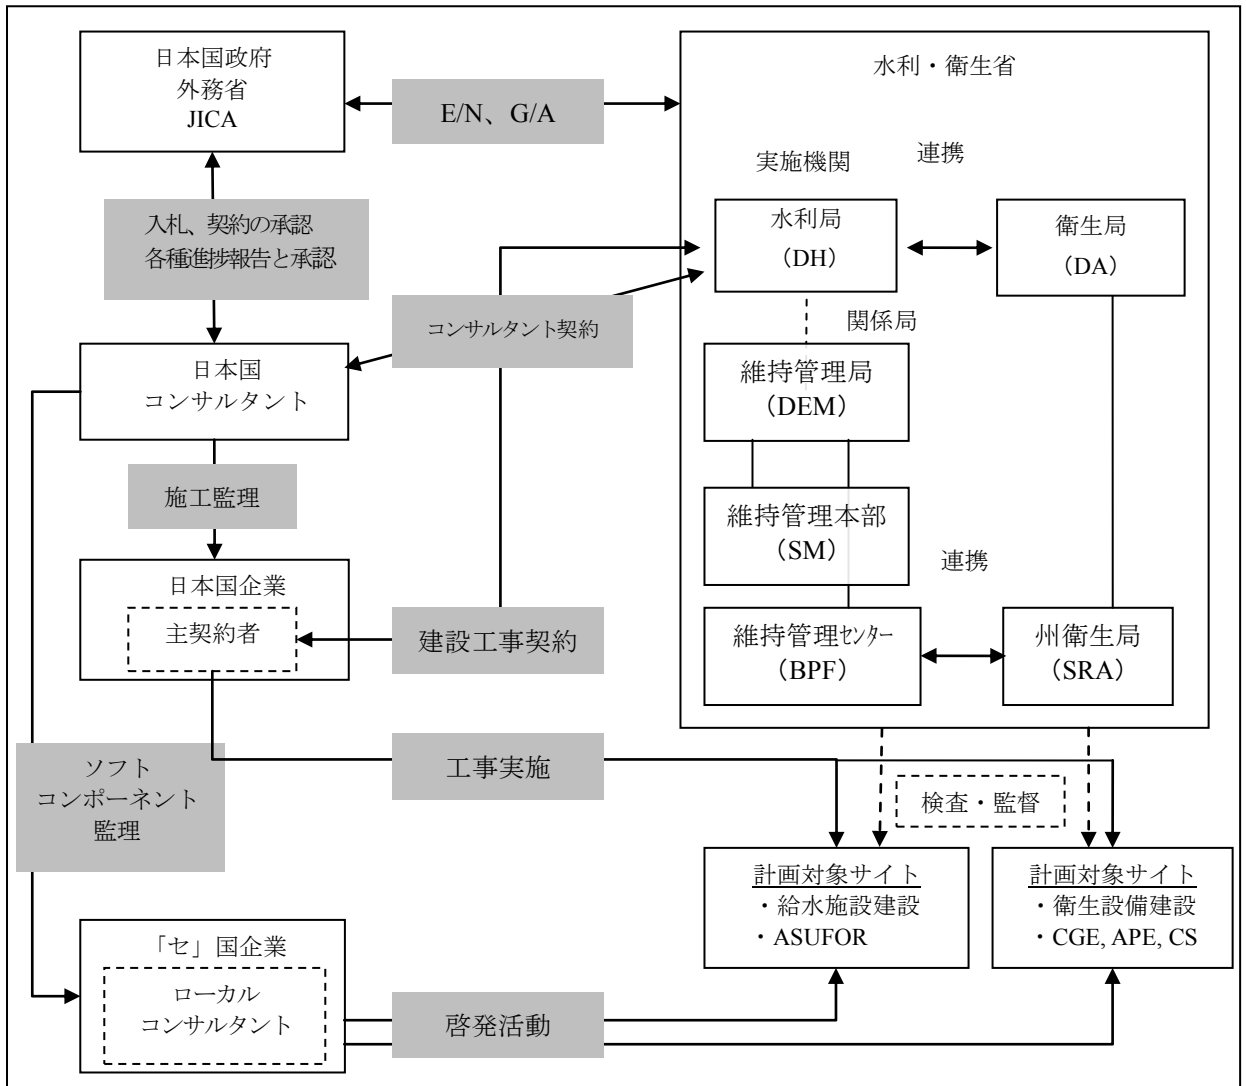 日本国政府
外務省
JICA
E/N、G/A
水利・衛生省
実施機関
連携
水利局
（DH）
衛生局
（DA）
入札、契約の承認
各種進捗報告と承認
コンサルタント契約
関係局
日本国
コンサルタント
維持管理局
（DEM）
施工監理
維持管理本部
（SM）
連携
日本国企業
主契約者
建設工事契約
維持管理センター
（BPF）
州衛生局
（SRA）
ソフト
コンポーネント
監理
工事実施
検査・監督
計画対象サイト
・給水施設建設
・ASUFOR
計画対象サイト
・衛生設備建設
・CGE, APE, CS
「セ」国企業
ローカル
コンサルタント
啓発活動